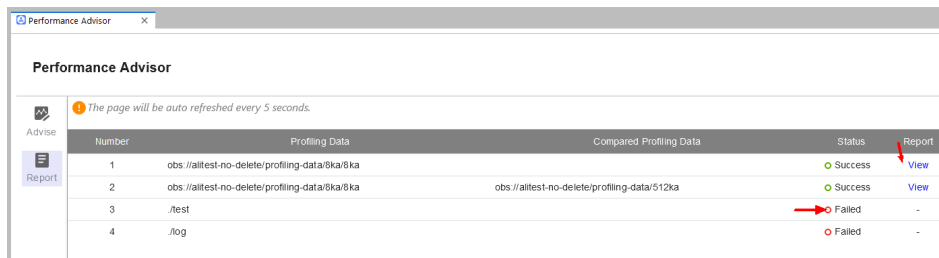 Performance Advisor ×
Performance Advisor
Advise
Report
! The page will be auto refreshed every 5 seconds.
Number Profiling Data Compared Profiling Data Status Report
1 obs://alitest-no-delete/profiling-data/8ka/8ka Success View
2 obs://alitest-no-delete/profiling-data/8ka/8ka obs://alitest-no-delete/profiling-data/512ka Success View
3 ./test Failed -
4 ./log Failed -